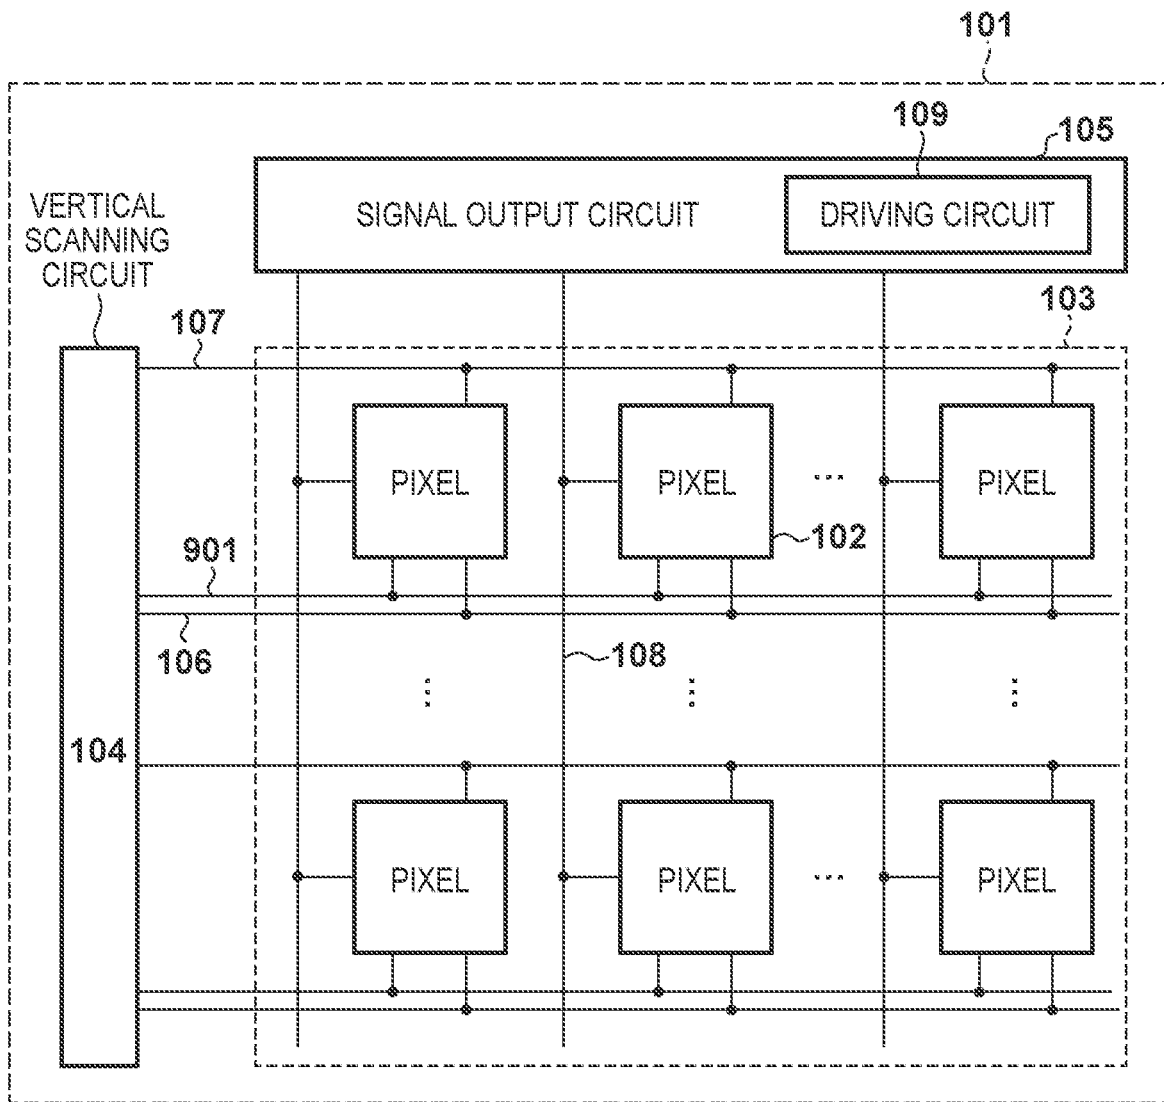 101
109
105
SIGNAL OUTPUT CIRCUIT
DRIVING CIRCUIT
VERTICAL
SCANNING
CIRCUIT
107
103
PIXEL
PIXEL
...
PIXEL
102
901
106
108
...
...
...
104
PIXEL
PIXEL
...
PIXEL